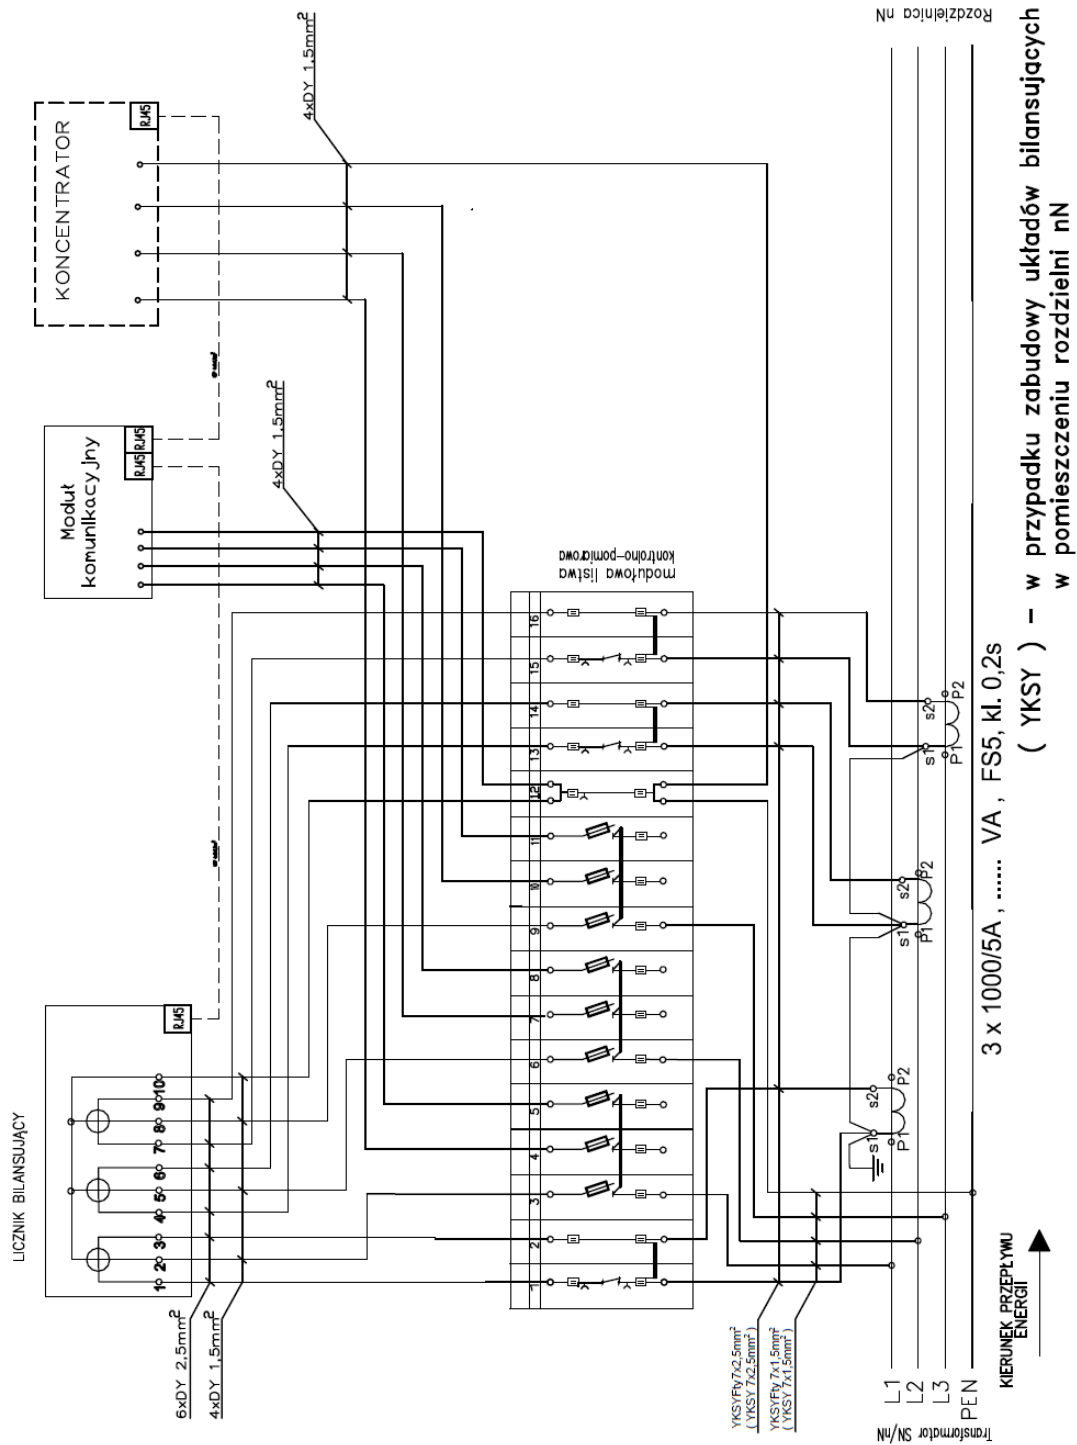 LICZNIK BILANSUJĄCY
1 2 3 4 5 6 7 8 9 10
RJ45
6xDY 2,5mm²
4xDY 1,5mm²
Moduł
komunikacyjny
RJ45 RJ45
4xDY 1.5mm²
KONCENTRATOR
RJ45
4xDY 1.5mm²
modułowa listwa
kontrolno-pomiarowa
1 2 3 4 5 6 7 8 9 10 11 12 13 14 15 16
YKSYFty 7x2,5mm²
( YKSY 7x2,5mm² )
YKSYFty 7x1,5mm²
( YKSY 7x1,5mm² )
s1 s2
P1 P2
s1 s2
P1 P2
s1 s2
P1 P2
Transformator SN/nN
L1
L2
L3
PEN
Rozdzielnica nN
KIERUNEK PRZEPŁYWU
ENERGII
3 x 1000/5A , ...... VA , FS5, kl. 0,2s
( YKSY ) – w przypadku zabudowy układów bilansujących
w pomieszczeniu rozdzielni nN